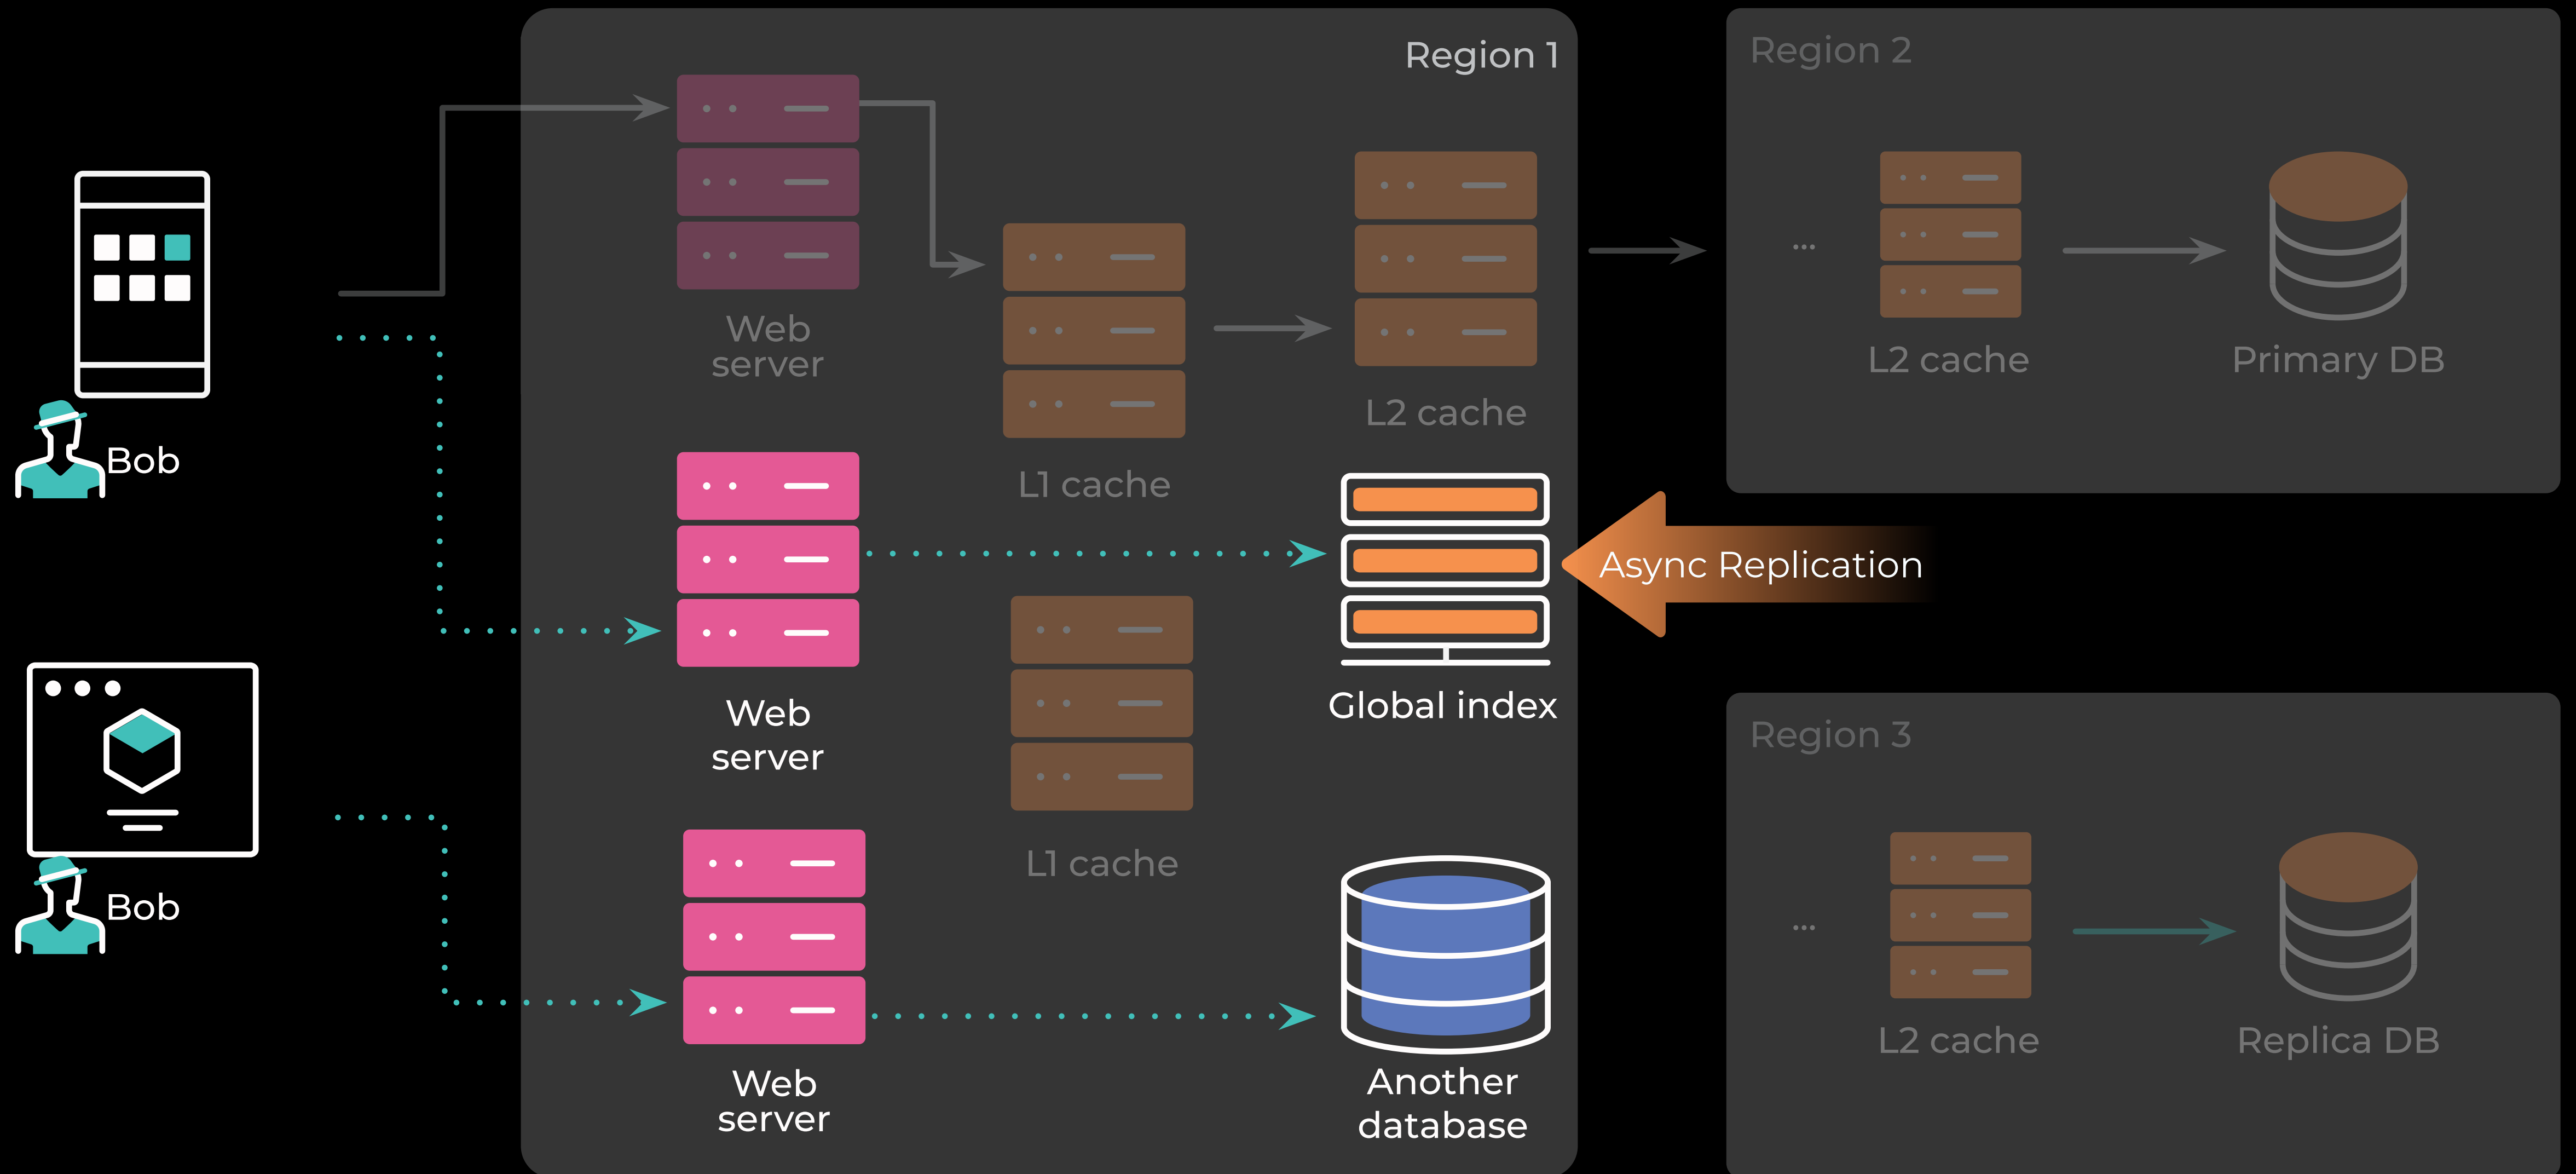 Region 1
Region 2
Web
server
L1 cache
L2 cache
...
L2 cache
Primary DB
Bob
Web
server
Global index
Async Replication
L1 cache
Region 3
Bob
Web
server
Another
database
...
L2 cache
Replica DB